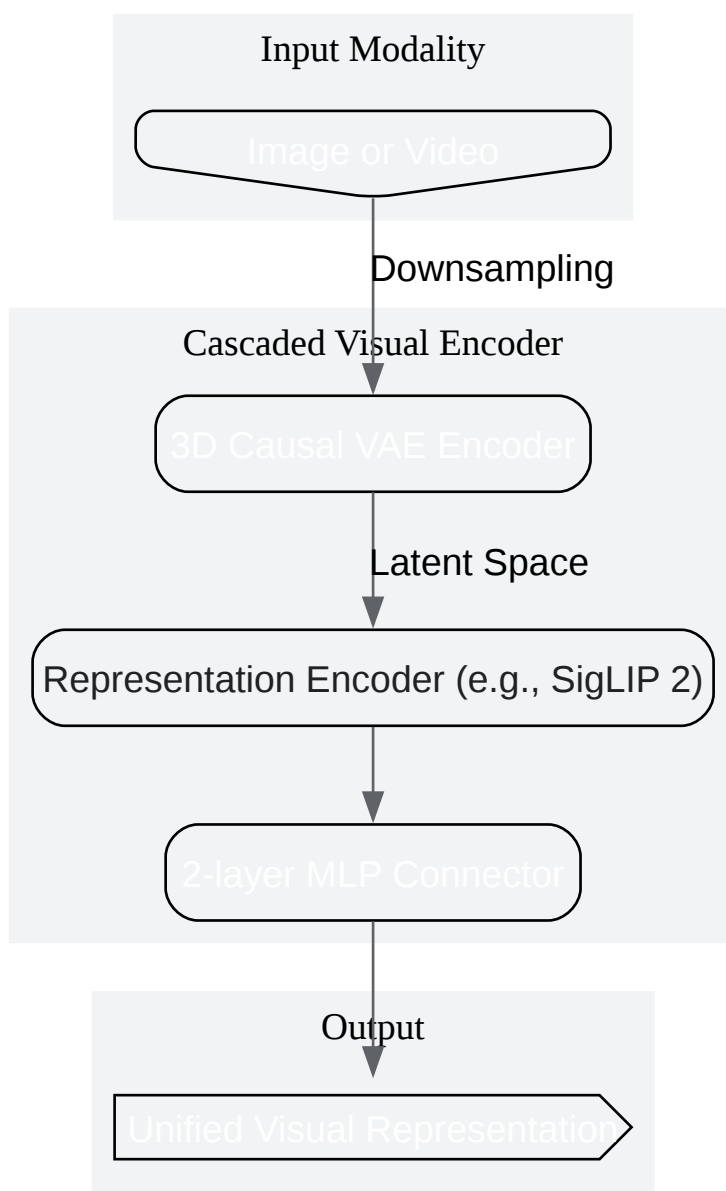 Input Modality
Image or Video
Downsampling
Cascaded Visual Encoder
3D Causal VAE Encoder
Latent Space
Representation Encoder (e.g., SigLIP 2)
2-layer MLP Connector
Output
Unified Visual Representation